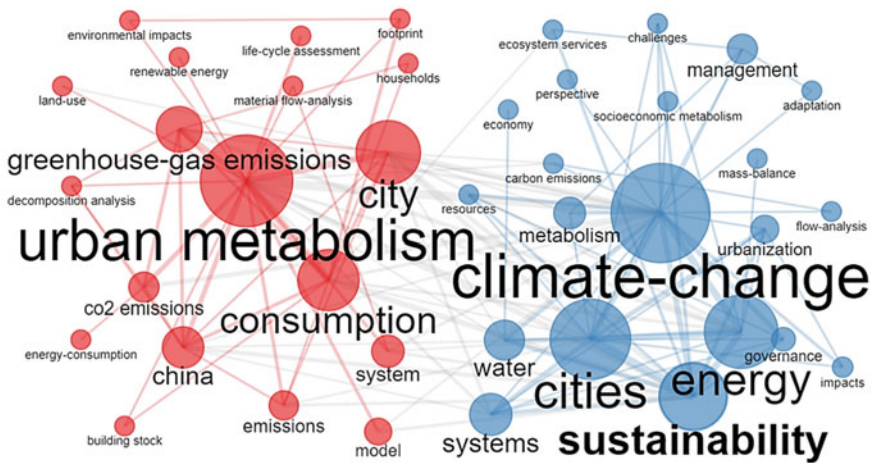 environmental impacts
footprint
life-cycle assessment
renewable energy
households
land-use
material flow-analysis
greenhouse-gas emissions
city
decomposition analysis
urban metabolism
co2 emissions
consumption
energy-consumption
china
system
building stock
emissions
model
ecosystem services
challenges
management
perspective
adaptation
economy
socioeconomic metabolism
carbon emissions
mass-balance
resources
metabolism
flow-analysis
urbanization
climate-change
water
governance
cities
energy
impacts
systems
sustainability